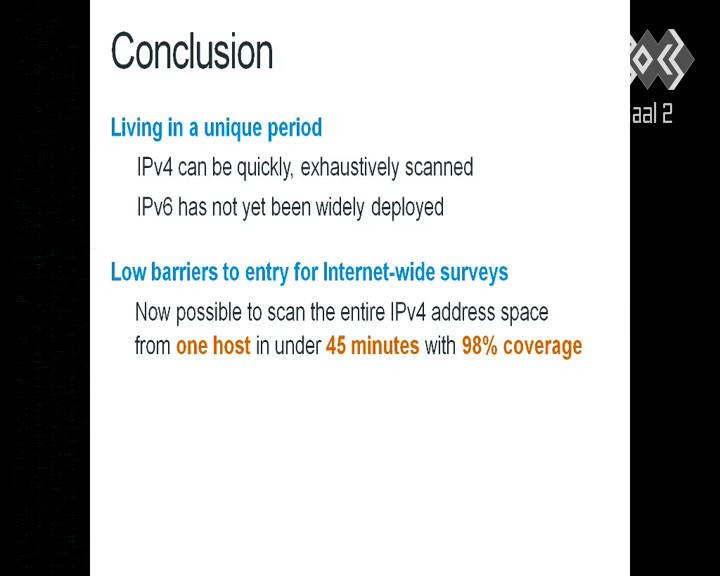 Conclusion
Living in a unique period
IPv4 can be quickly, exhaustively scanned
IPv6 has not yet been widely deployed
Low barriers to entry for Internet-wide surveys
Now possible to scan the entire IPv4 address space
from one host in under 45 minutes with 98% coverage
aal 2